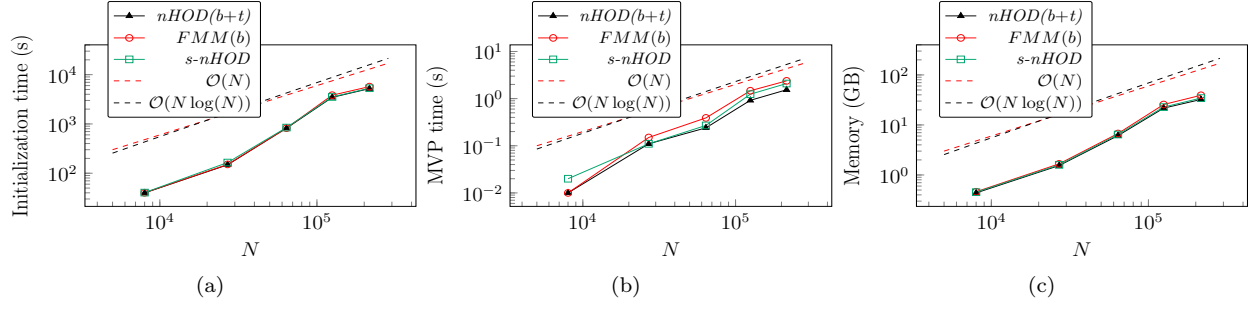 nHOD(b+t)
FMM(b)
s-nHOD
O(N)
O(N log(N))
Initialization time (s)
10^4
10^3
10^2
10^4
10^5
N
(a)
nHOD(b+t)
FMM(b)
s-nHOD
O(N)
O(N log(N))
MVP time (s)
10^1
10^0
10^−1
10^−2
10^4
10^5
N
(b)
nHOD(b+t)
FMM(b)
s-nHOD
O(N)
O(N log(N))
Memory (GB)
10^2
10^1
10^0
10^4
10^5
N
(c)